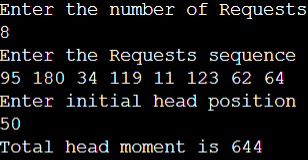 Enter the number of Requests
8
Enter the Requests sequence
95 180 34 119 11 123 62 64
Enter initial head position
50
Total head moment is 644